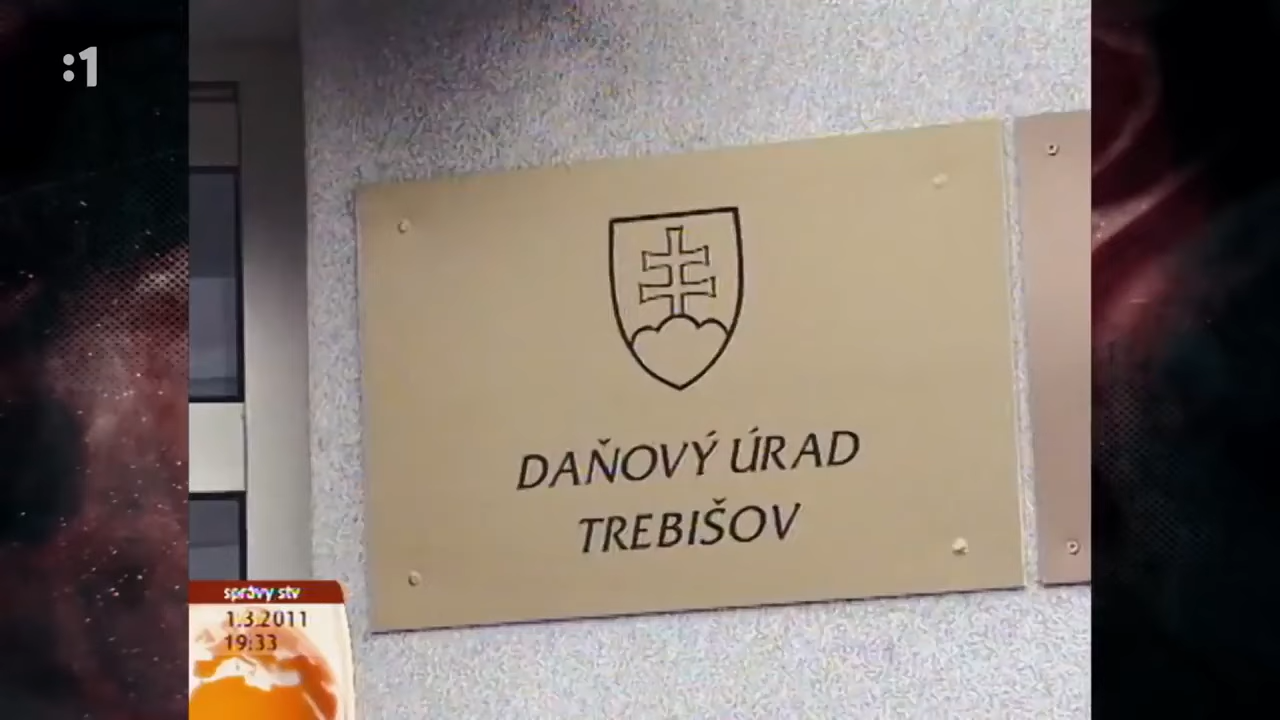 :1
DAŇOVÝ ÚRAD
TREBIŠOV
správy stv
1.3.2011
19:33